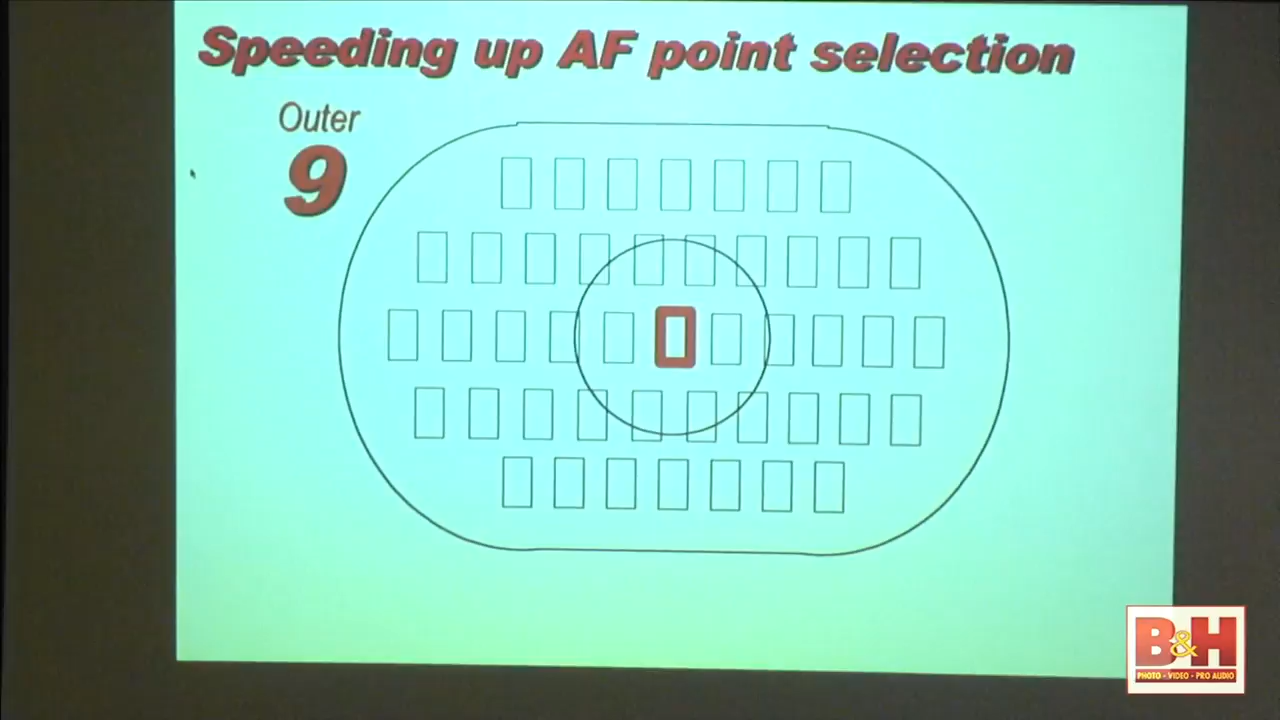 Speeding up AF point selection
Outer
9
B&H
PHOTO • VIDEO • PRO AUDIO